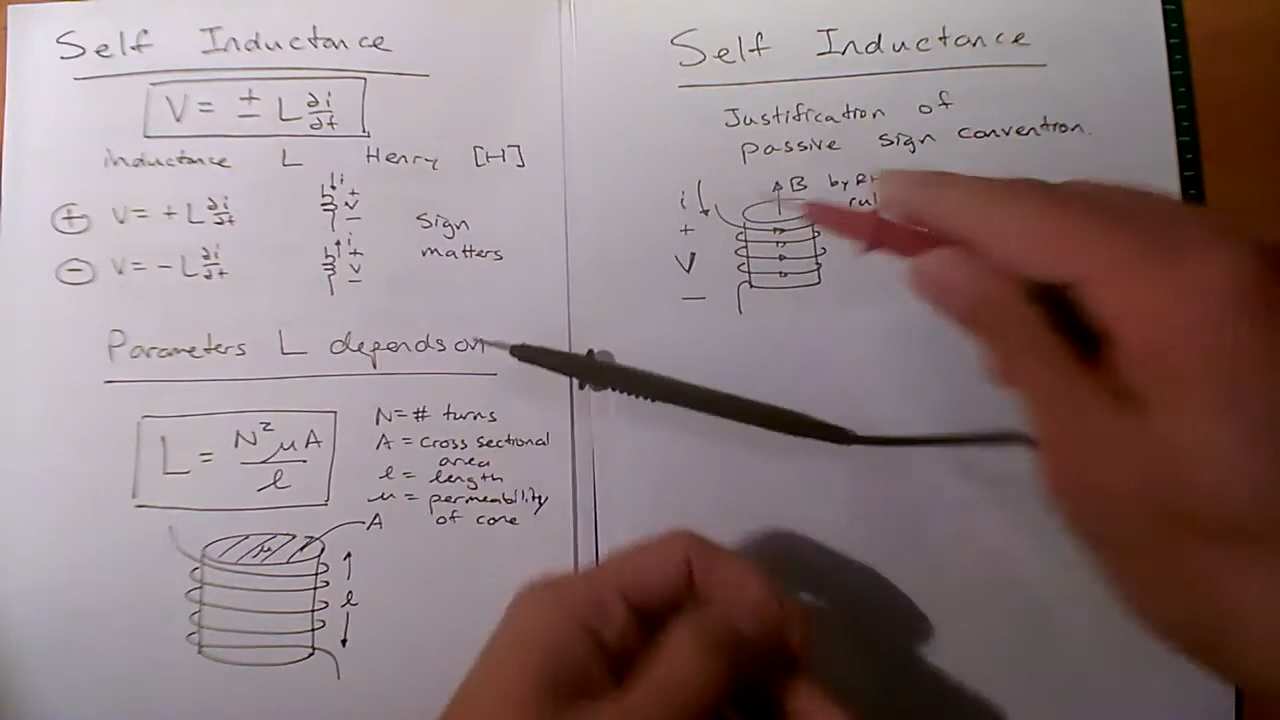 Self Inductance
V = ± L ∂i/∂t
inductance L Henry [H]
⊕ V = + L ∂i/∂t
i + V −
⊖ V = − L ∂i/∂t
i + V −
Sign
matters
Parameters L depends on
L = N²μA/ℓ
N = # turns
A = cross sectional
area
ℓ = length
μ = permeability
of core
A
μ
ℓ
Self Inductance
Justification of
passive sign convention.
i
B by
+
V
−